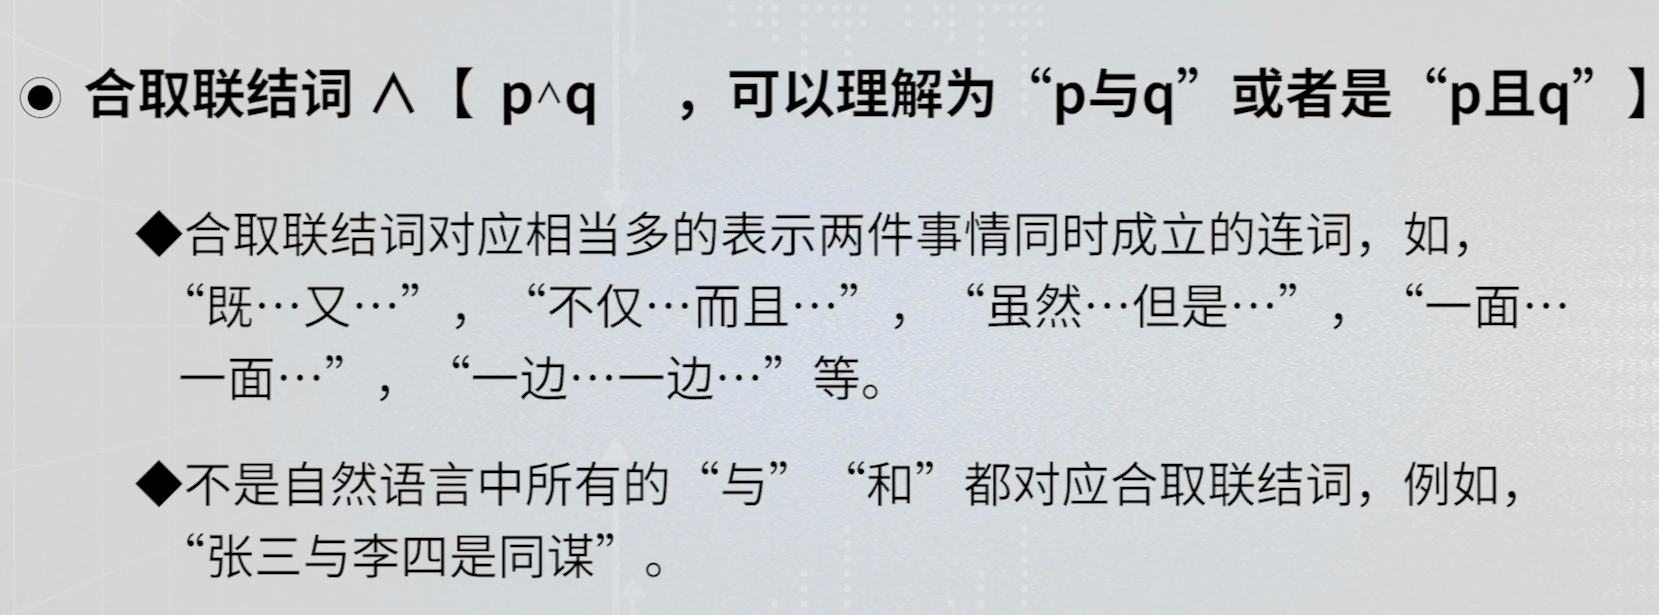 ◉ 合取联结词 ∧【 p∧q ，可以理解为“p与q”或者是“p且q”】
◆合取联结词对应相当多的表示两件事情同时成立的连词，如，
“既…又…”，“不仅…而且…”，“虽然…但是…”，“一面…
一面…”，“一边…一边…”等。
◆不是自然语言中所有的“与”“和”都对应合取联结词，例如，
“张三与李四是同谋”。